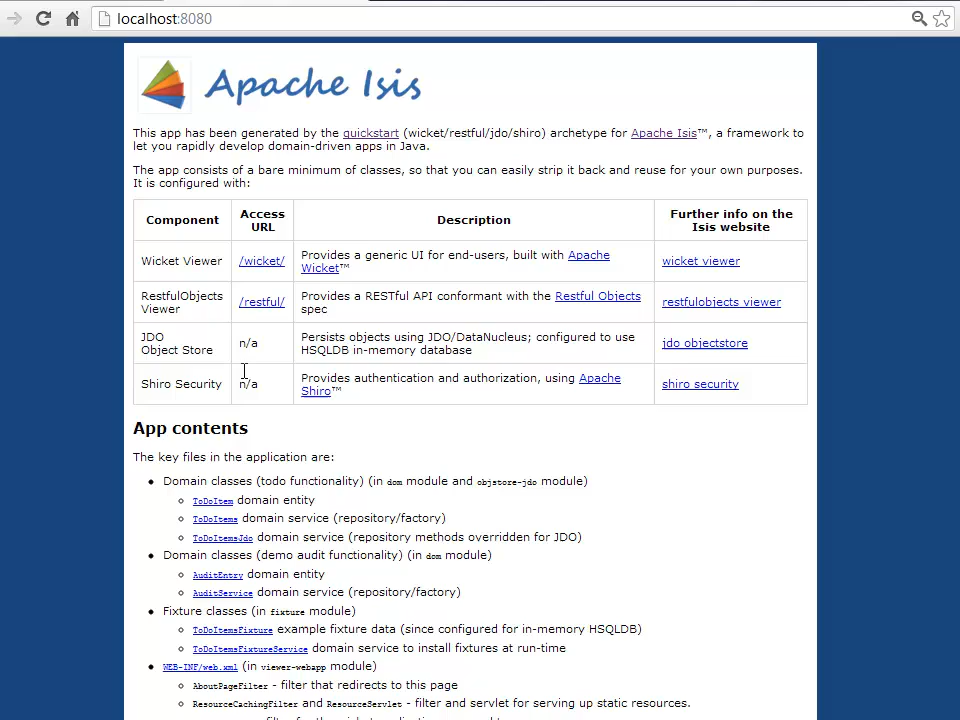 localhost:8080
Apache Isis
This app has been generated by the quickstart (wicket/restful/jdo/shiro) archetype for Apache Isis™, a framework to
let you rapidly develop domain-driven apps in Java.
The app consists of a bare minimum of classes, so that you can easily strip it back and reuse for your own purposes.
It is configured with:
Component
Access
URL
Description
Further info on the
Isis website
Wicket Viewer
/wicket/
Provides a generic UI for end-users, built with Apache
Wicket™
wicket viewer
RestfulObjects
Viewer
/restful/
Provides a RESTful API conformant with the Restful Objects
spec
restfulobjects viewer
JDO
Object Store
n/a
Persists objects using JDO/DataNucleus; configured to use
HSQLDB in-memory database
jdo objectstore
Shiro Security
n/a
Provides authentication and authorization, using Apache
Shiro™
shiro security
App contents
The key files in the application are:
Domain classes (todo functionality) (in dom module and objstore-jdo module)
ToDoItem domain entity
ToDoItems domain service (repository/factory)
ToDoItemsJdo domain service (repository methods overridden for JDO)
Domain classes (demo audit functionality) (in dom module)
AuditEntry domain entity
AuditService domain service (repository/factory)
Fixture classes (in fixture module)
ToDoItemsFixture example fixture data (since configured for in-memory HSQLDB)
ToDoItemsFixtureService domain service to install fixtures at run-time
WEB-INF/web.xml (in viewer-webapp module)
AboutPageFilter - filter that redirects to this page
ResourceCachingFilter and ResourceServlet - filter and servlet for serving up static resources.